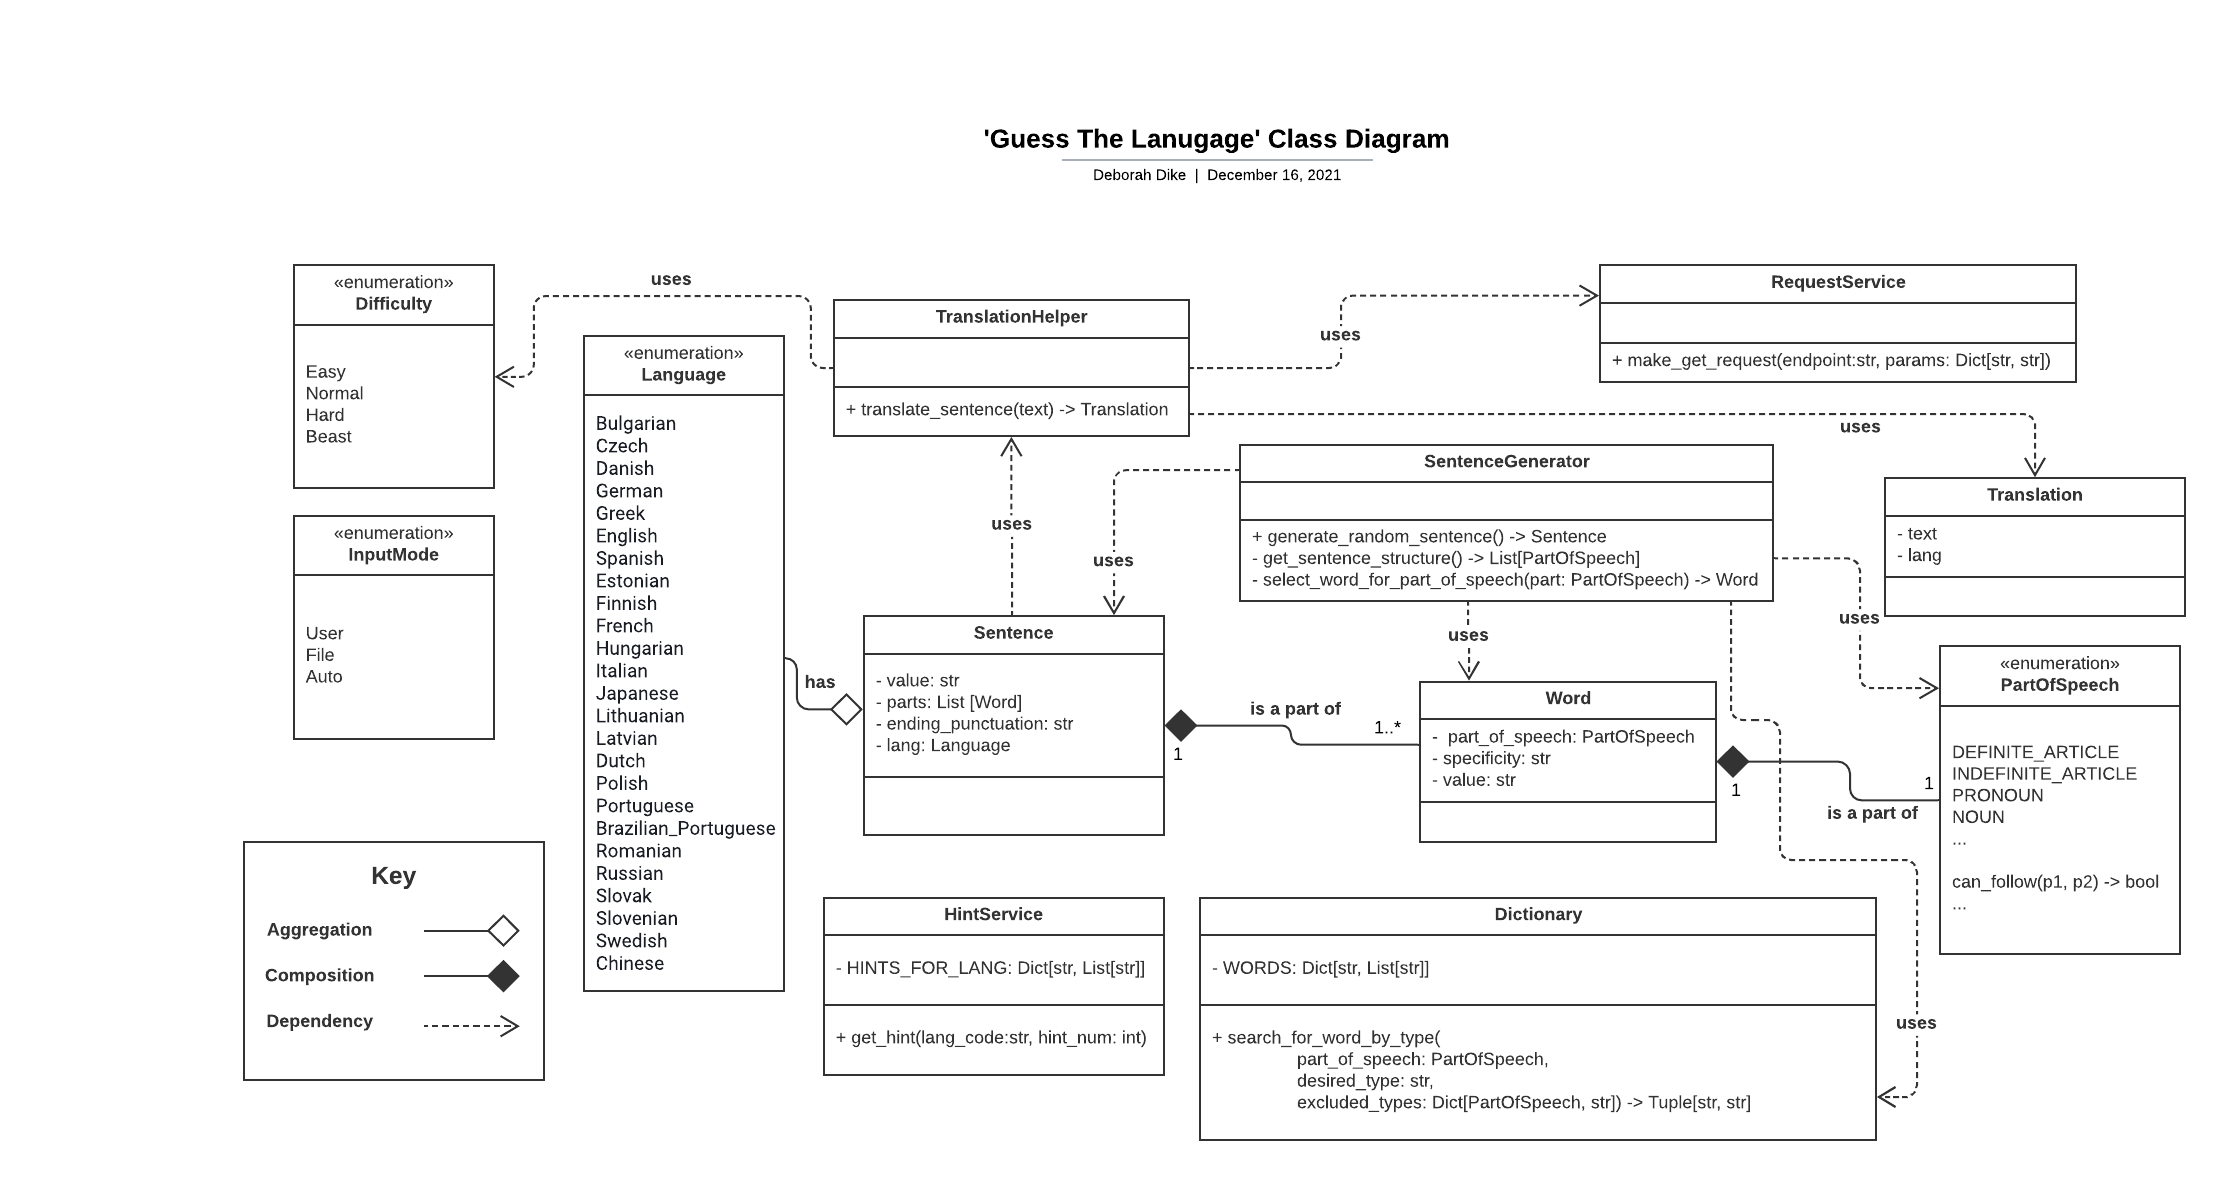 'Guess The Lanugage' Class Diagram
Deborah Dike | December 16, 2021
«enumeration»
Difficulty
Easy
Normal
Hard
Beast
uses
«enumeration»
InputMode
User
File
Auto
Key
Aggregation
Composition
Dependency
«enumeration»
Language
Bulgarian
Czech
Danish
German
Greek
English
Spanish
Estonian
Finnish
French
Hungarian
Italian
Japanese
Lithuanian
Latvian
Dutch
Polish
Portuguese
Brazilian_Portuguese
Romanian
Russian
Slovak
Slovenian
Swedish
Chinese
TranslationHelper
+ translate_sentence(text) -> Translation
uses
RequestService
+ make_get_request(endpoint:str, params: Dict[str, str])
uses
Translation
- text
- lang
SentenceGenerator
+ generate_random_sentence() -> Sentence
- get_sentence_structure() -> List[PartOfSpeech]
- select_word_for_part_of_speech(part: PartOfSpeech) -> Word
uses
uses
uses
uses
has
Sentence
- value: str
- parts: List [Word]
- ending_punctuation: str
- lang: Language
is a part of
1
1..*
Word
- part_of_speech: PartOfSpeech
- specificity: str
- value: str
1
1
is a part of
«enumeration»
PartOfSpeech
DEFINITE_ARTICLE
INDEFINITE_ARTICLE
PRONOUN
NOUN
...
can_follow(p1, p2) -> bool
...
HintService
- HINTS_FOR_LANG: Dict[str, List[str]]
+ get_hint(lang_code:str, hint_num: int)
Dictionary
- WORDS: Dict[str, List[str]]
+ search_for_word_by_type(
part_of_speech: PartOfSpeech,
desired_type: str,
excluded_types: Dict[PartOfSpeech, str]) -> Tuple[str, str]
uses